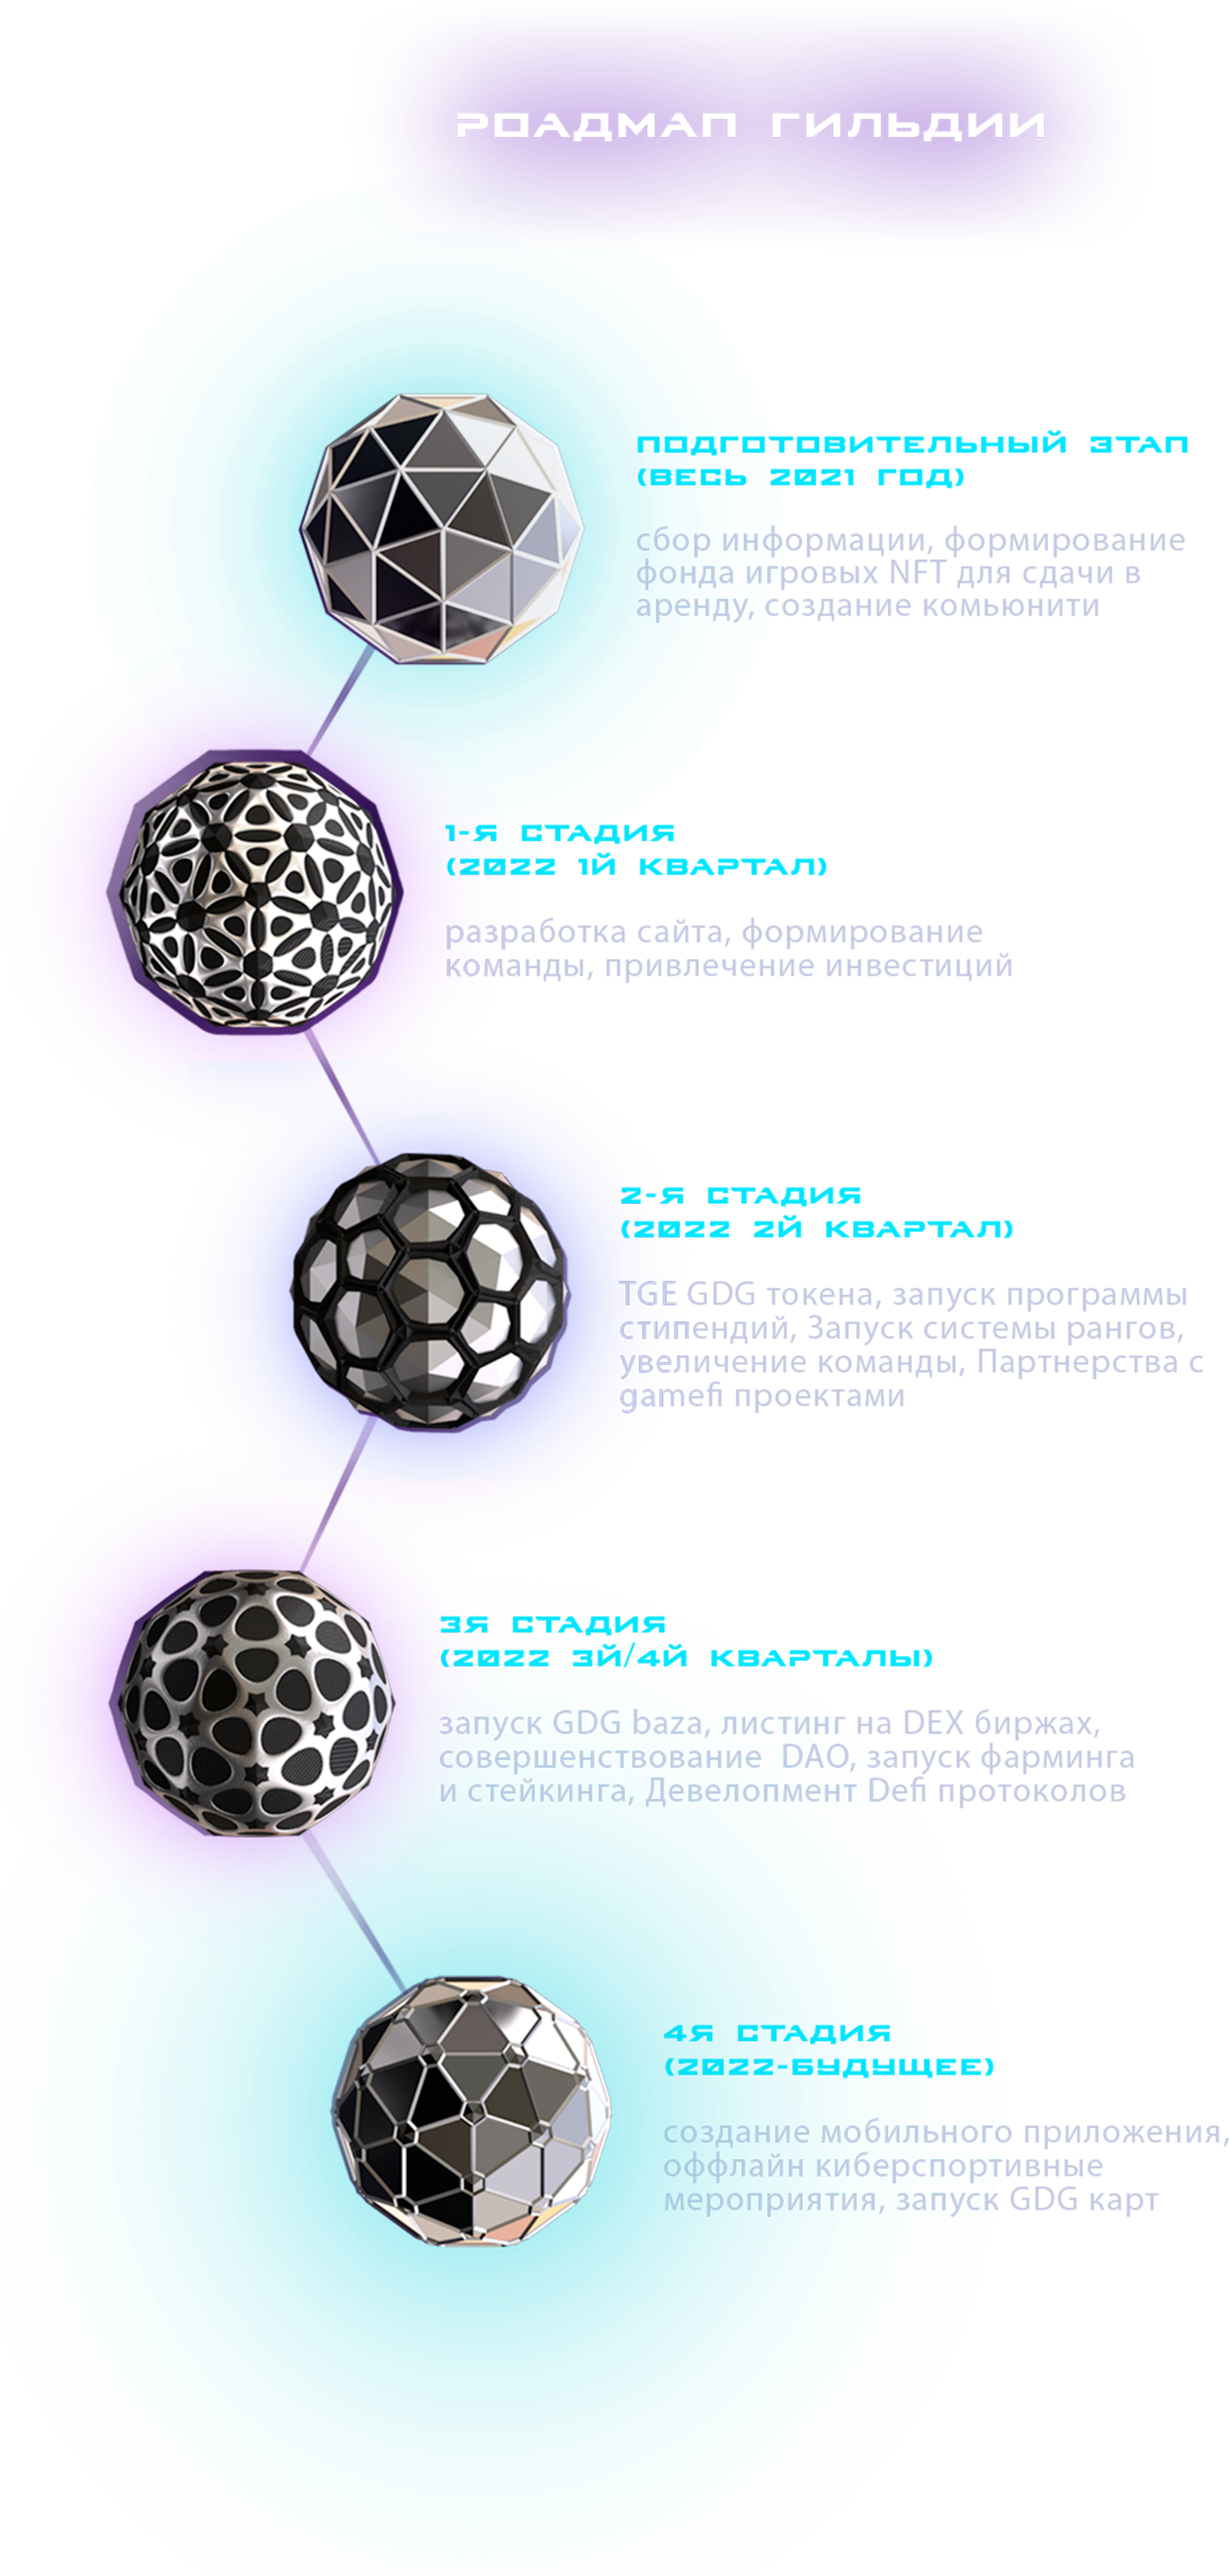 РОАДМАП ГИЛЬДИИ
ПОДГОТОВИТЕЛЬНЫЙ ЭТАП
(ВЕСЬ 2021 ГОД)
сбор информации, формирование
фонда игровых NFT для сдачи в
аренду, создание комьюнити
1-Я СТАДИЯ
(2022 1Й КВАРТАЛ)
разработка сайта, формирование
команды, привлечение инвестиций
2-Я СТАДИЯ
(2022 2Й КВАРТАЛ)
TGE GDG токена, запуск программы
стипендий, Запуск системы рангов,
увеличение команды, Партнерства с
gamefi проектами
3Я СТАДИЯ
(2022 3Й/4Й КВАРТАЛЫ)
запуск GDG baza, листинг на DEX биржах,
совершенствование DAO, запуск фарминга
и стейкинга, Девелопмент Defi протоколов
4Я СТАДИЯ
(2022-БУДУЩЕЕ)
создание мобильного приложения,
оффлайн киберспортивные
мероприятия, запуск GDG карт